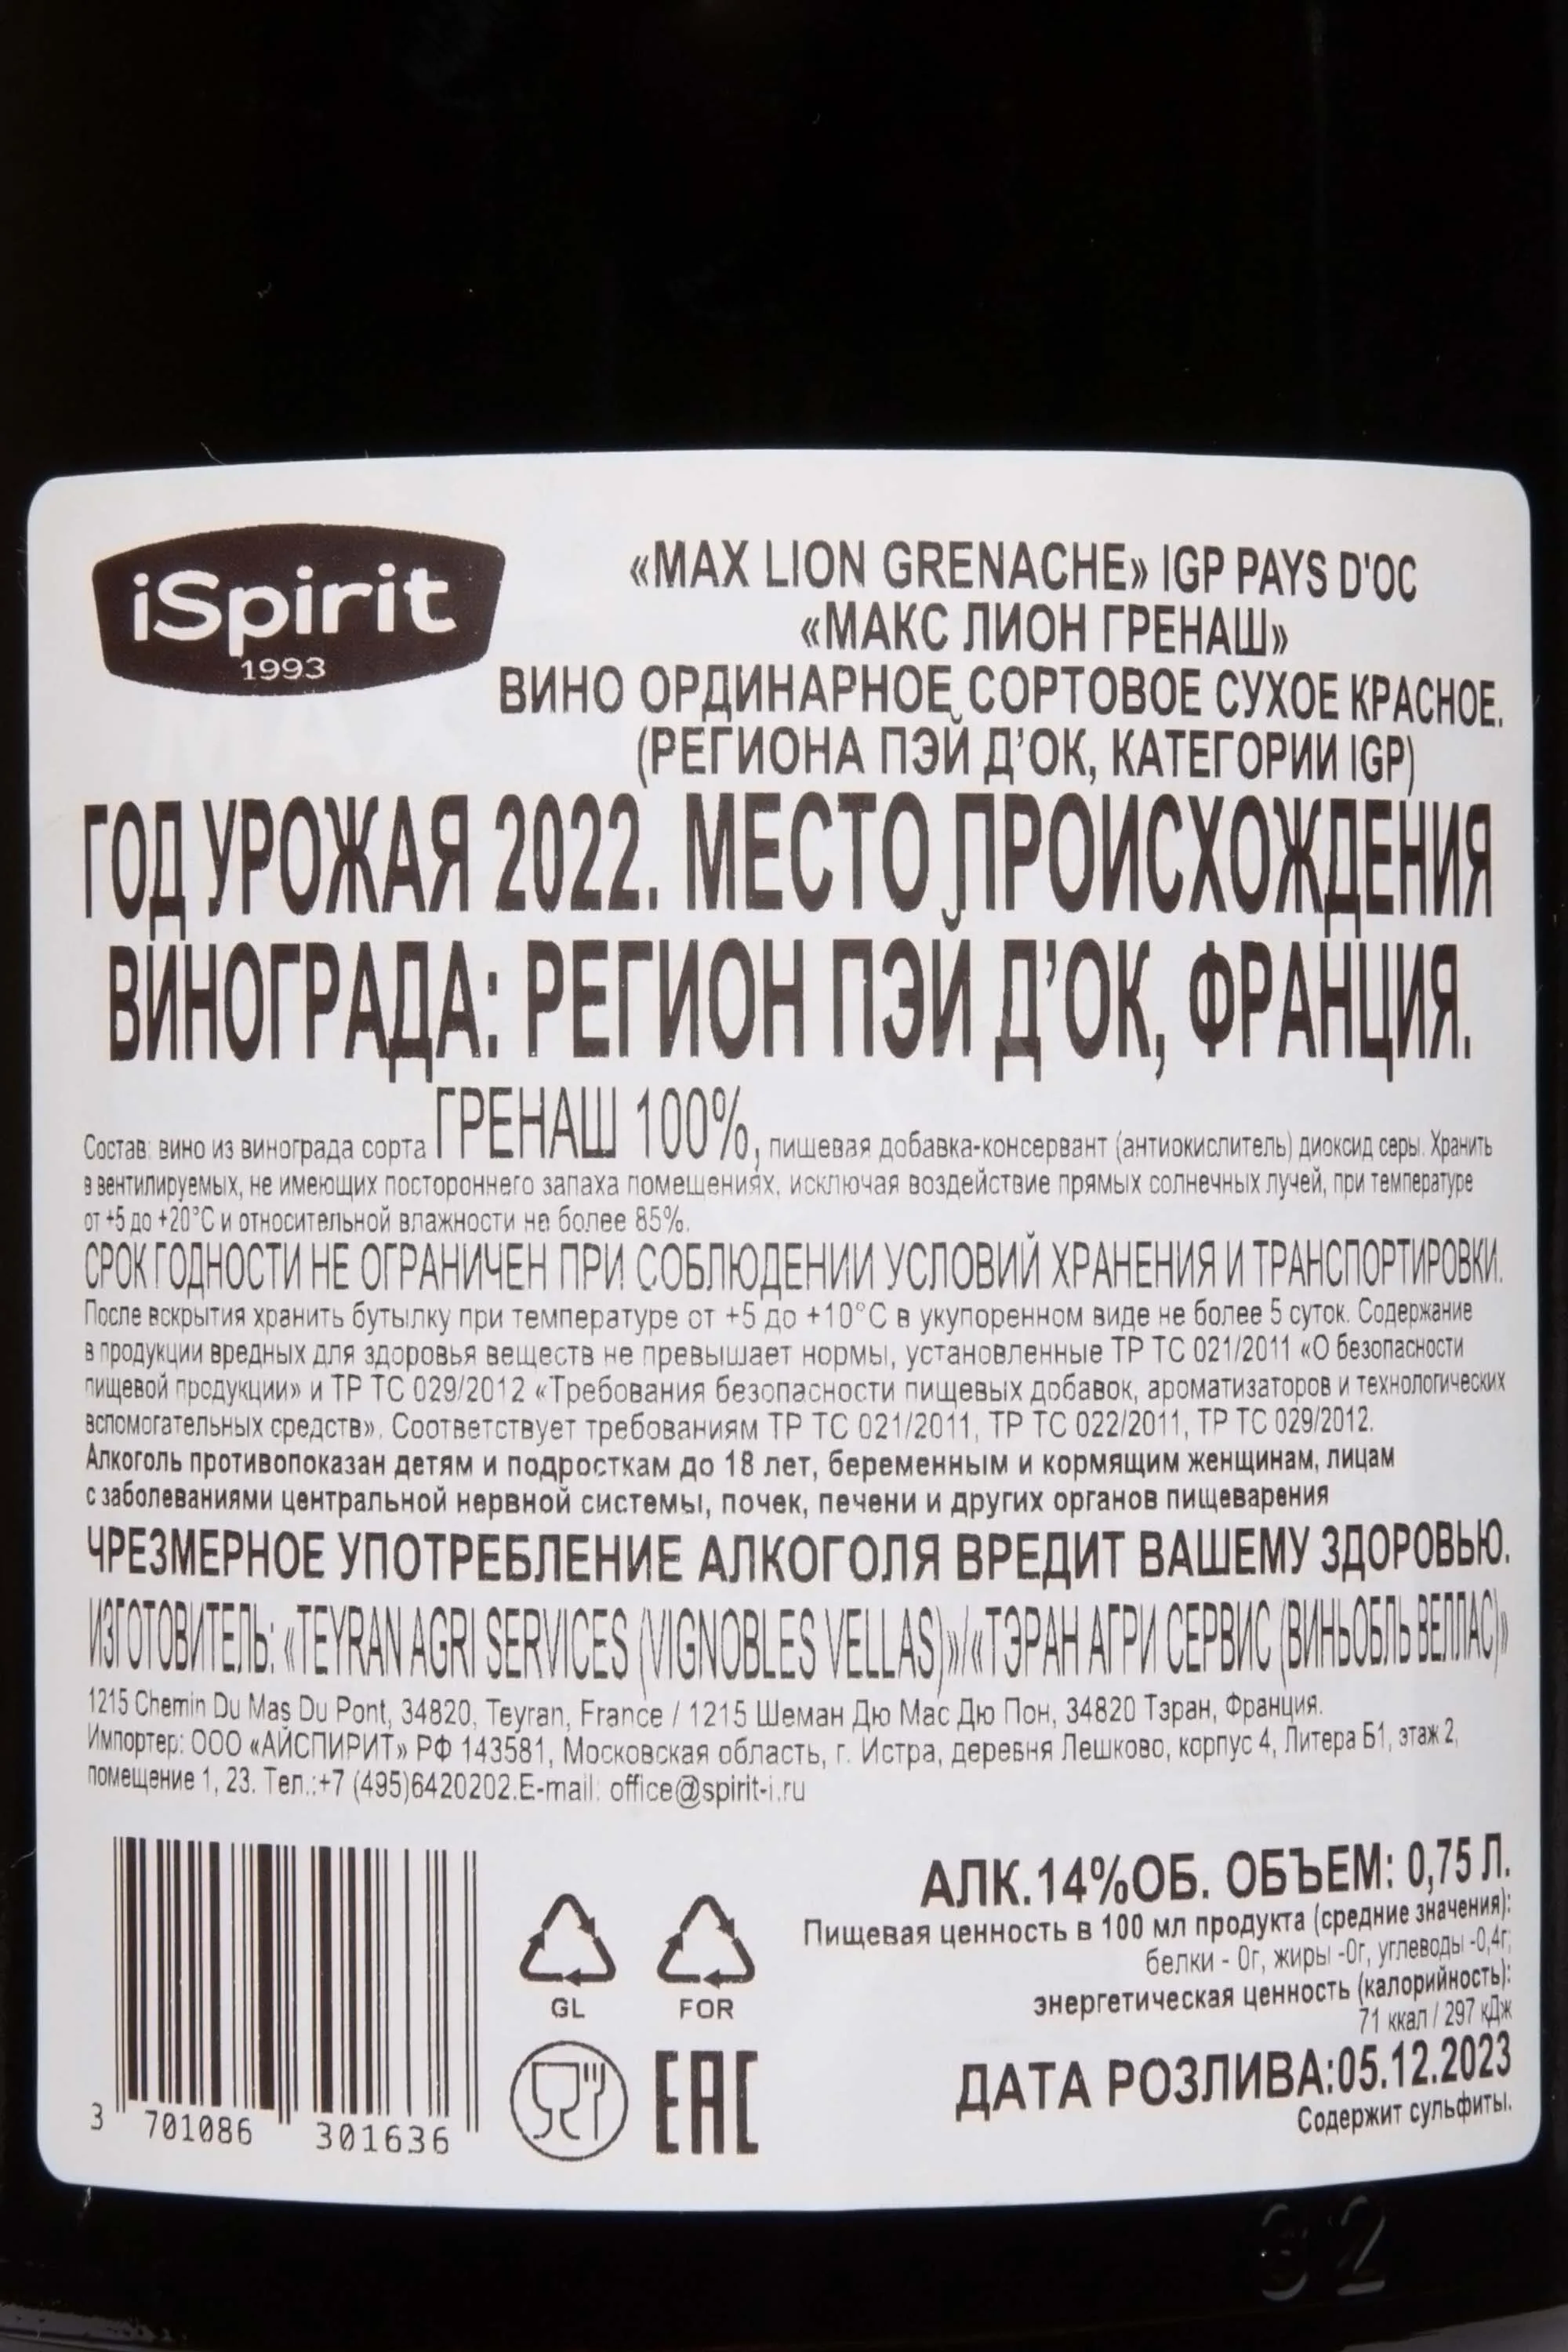 iSpirit
1993
«MAX LION GRENACHE» IGP PAYS D'OC
«МАКС ЛИОН ГРЕНАШ»
ВИНО ОРДИНАРНОЕ СОРТОВОЕ СУХОЕ КРАСНОЕ.
(РЕГИОНА ПЭЙ Д’ОК, КАТЕГОРИИ IGP)
ГОД УРОЖАЯ 2022. МЕСТО ПРОИСХОЖДЕНИЯ
ВИНОГРАДА: РЕГИОН ПЭЙ Д’ОК, ФРАНЦИЯ.
Состав: вино из винограда сорта ГРЕНАШ 100%, пищевая добавка-консервант (антиокислитель) диоксид серы. Хранить
в вентилируемых, не имеющих постороннего запаха помещениях, исключая воздействие прямых солнечных лучей, при температуре
от +5 до +20°С и относительной влажности не более 85%.
СРОК ГОДНОСТИ НЕ ОГРАНИЧЕН ПРИ СОБЛЮДЕНИИ УСЛОВИЙ ХРАНЕНИЯ И ТРАНСПОРТИРОВКИ.
После вскрытия хранить бутылку при температуре от +5 до +10°С в укупоренном виде не более 5 суток. Содержание
в продукции вредных для здоровья веществ не превышает нормы, установленные ТР ТС 021/2011 «О безопасности
пищевой продукции» и ТР ТС 029/2012 «Требования безопасности пищевых добавок, ароматизаторов и технологических
вспомогательных средств». Соответствует требованиям ТР ТС 021/2011, ТР ТС 022/2011, ТР ТС 029/2012.
Алкоголь противопоказан детям и подросткам до 18 лет, беременным и кормящим женщинам, лицам
с заболеваниями центральной нервной системы, почек, печени и других органов пищеварения
ЧРЕЗМЕРНОЕ УПОТРЕБЛЕНИЕ АЛКОГОЛЯ ВРЕДИТ ВАШЕМУ ЗДОРОВЬЮ.
ИЗГОТОВИТЕЛЬ: «TEYRAN AGRI SERVICES (VIGNOBLES VELLAS)»/«ТЭРАН АГРИ СЕРВИС (ВИНЬОБЛЬ ВЕЛЛАС)»
1215 Chemin Du Mas Du Pont, 34820, Teyran, France / 1215 Шеман Дю Мас Дю Пон, 34820 Тэран, Франция.
Импортер: ООО «АЙСПИРИТ» РФ 143581, Московская область, г. Истра, деревня Лешково, корпус 4, Литера Б1, этаж 2,
помещение 1, 23. Тел.:+7 (495)6420202.E-mail: office@spirit-i.ru
АЛК.14%ОБ. ОБЪЕМ: 0,75 Л.
Пищевая ценность в 100 мл продукта (средние значения):
белки - 0г, жиры -0г, углеводы -0,4г;
энергетическая ценность (калорийность):
71 ккал / 297 кДж
ДАТА РОЗЛИВА:05.12.2023
Содержит сульфиты.
GL
FOR
EAC
3 701086 301636